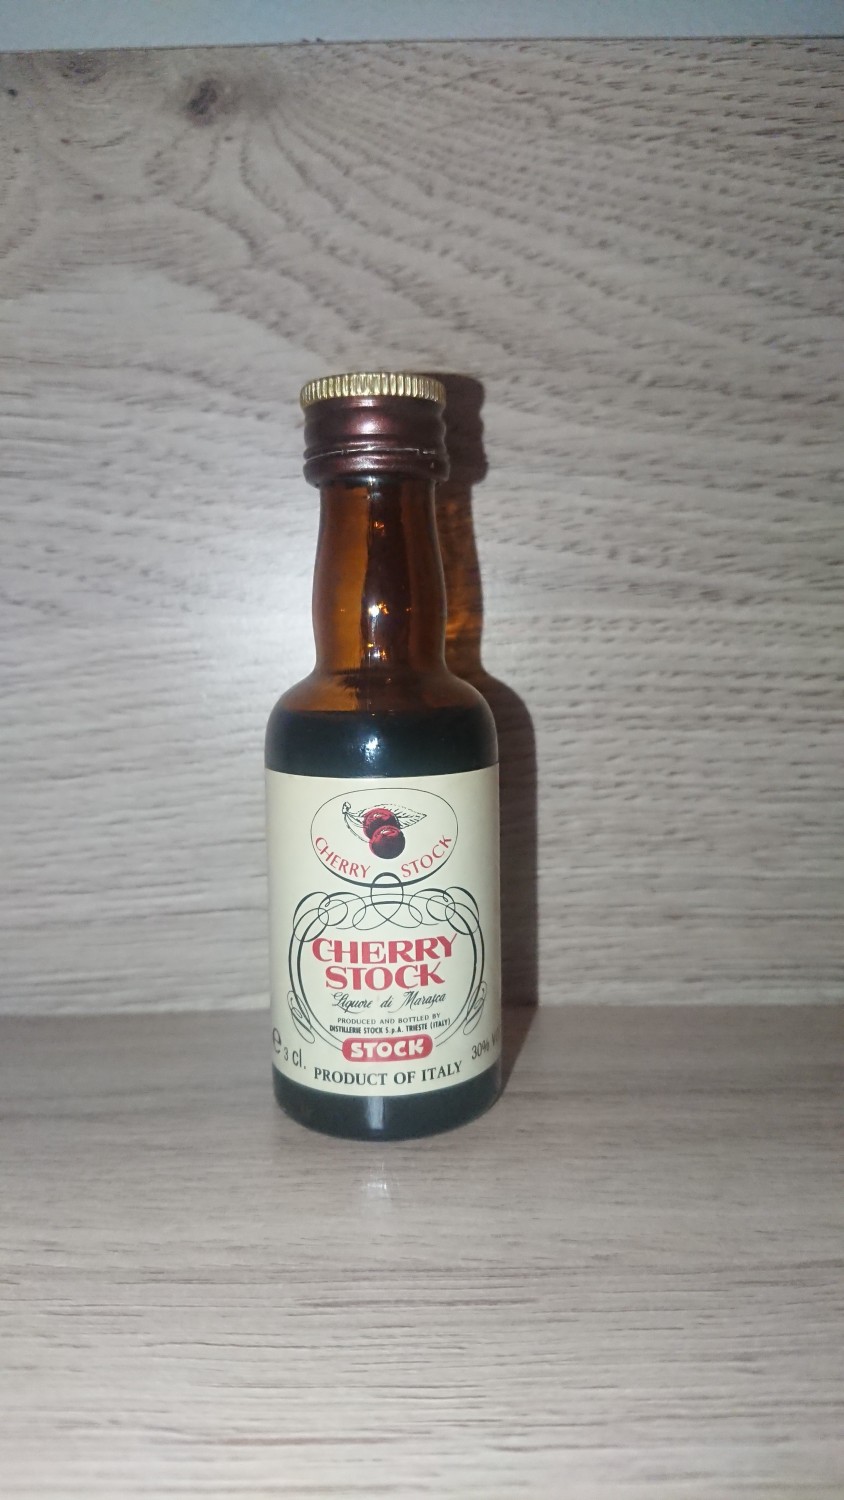 CHERRY STOCK
CHERRY
STOCK
Liquore di Marasca
PRODUCED AND BOTTLED BY
DISTILLERIE STOCK S.p.A. TRIESTE (ITALY)
STOCK
e 3 cl.
30%
PRODUCT OF ITALY